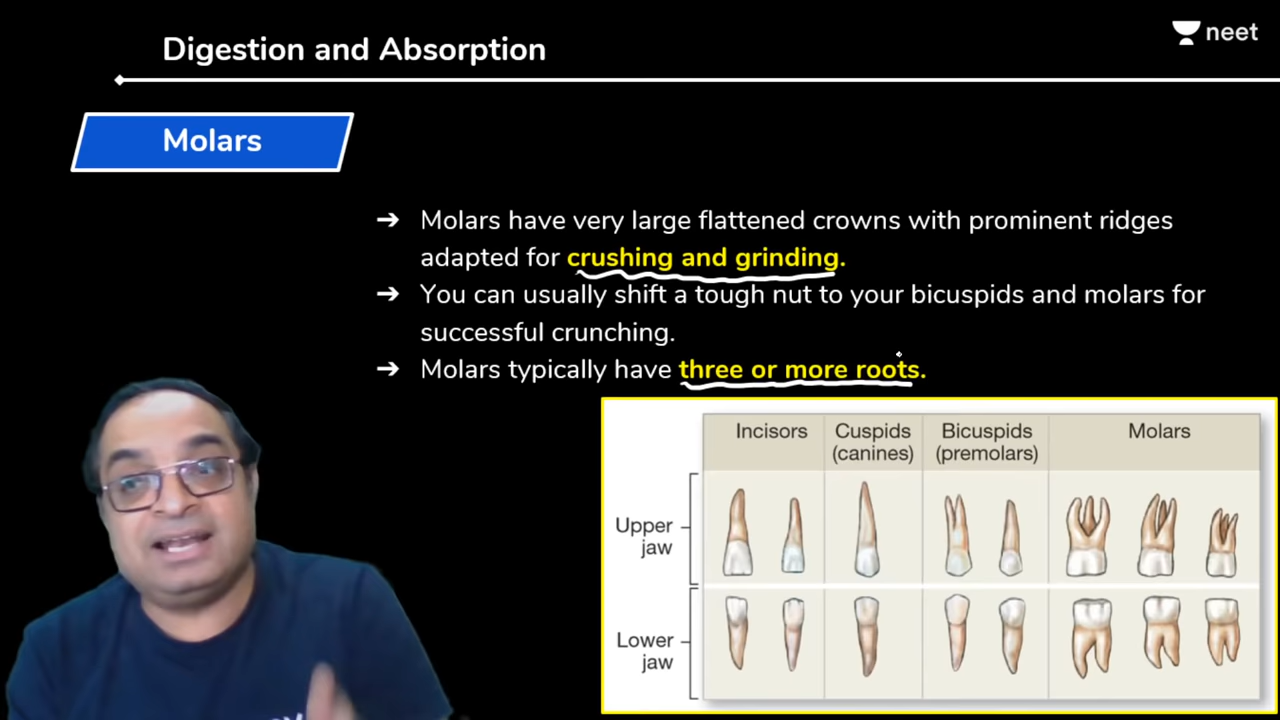 Digestion and Absorption
neet
Molars
➔ Molars have very large flattened crowns with prominent ridges
adapted for crushing and grinding.
➔ You can usually shift a tough nut to your bicuspids and molars for
successful crunching.
➔ Molars typically have three or more roots.
Incisors
Cuspids
(canines)
Bicuspids
(premolars)
Molars
Upper
jaw
Lower
jaw